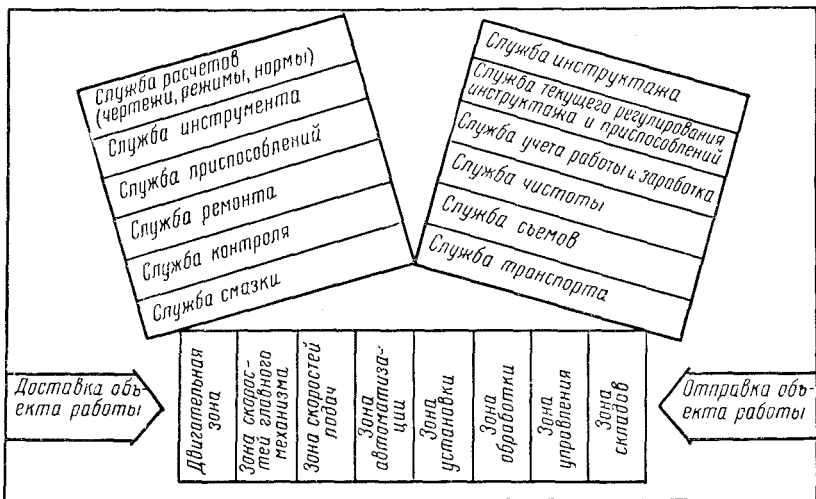 Служба расчетов
(чертежи, режимы, нормы)
Служба инструмента
Служба приспособлений
Служба ремонта
Служба контроля
Служба смазки
Служба инструктажа
Служба текущего регулирования
инструктажа и приспособлений
Служба учета работы и заработка
Служба чистоты
Служба съемов
Служба транспорта
Доставка объ-
екта работы
Двигательная
зона
Зона скорос-
тей главного
механизма
Зона скоростей
подач
Зона
автоматиза-
ции
Зона
установки
Зона
обработки
Зона
управления
Зона
складов
Отправка объ-
екта работы